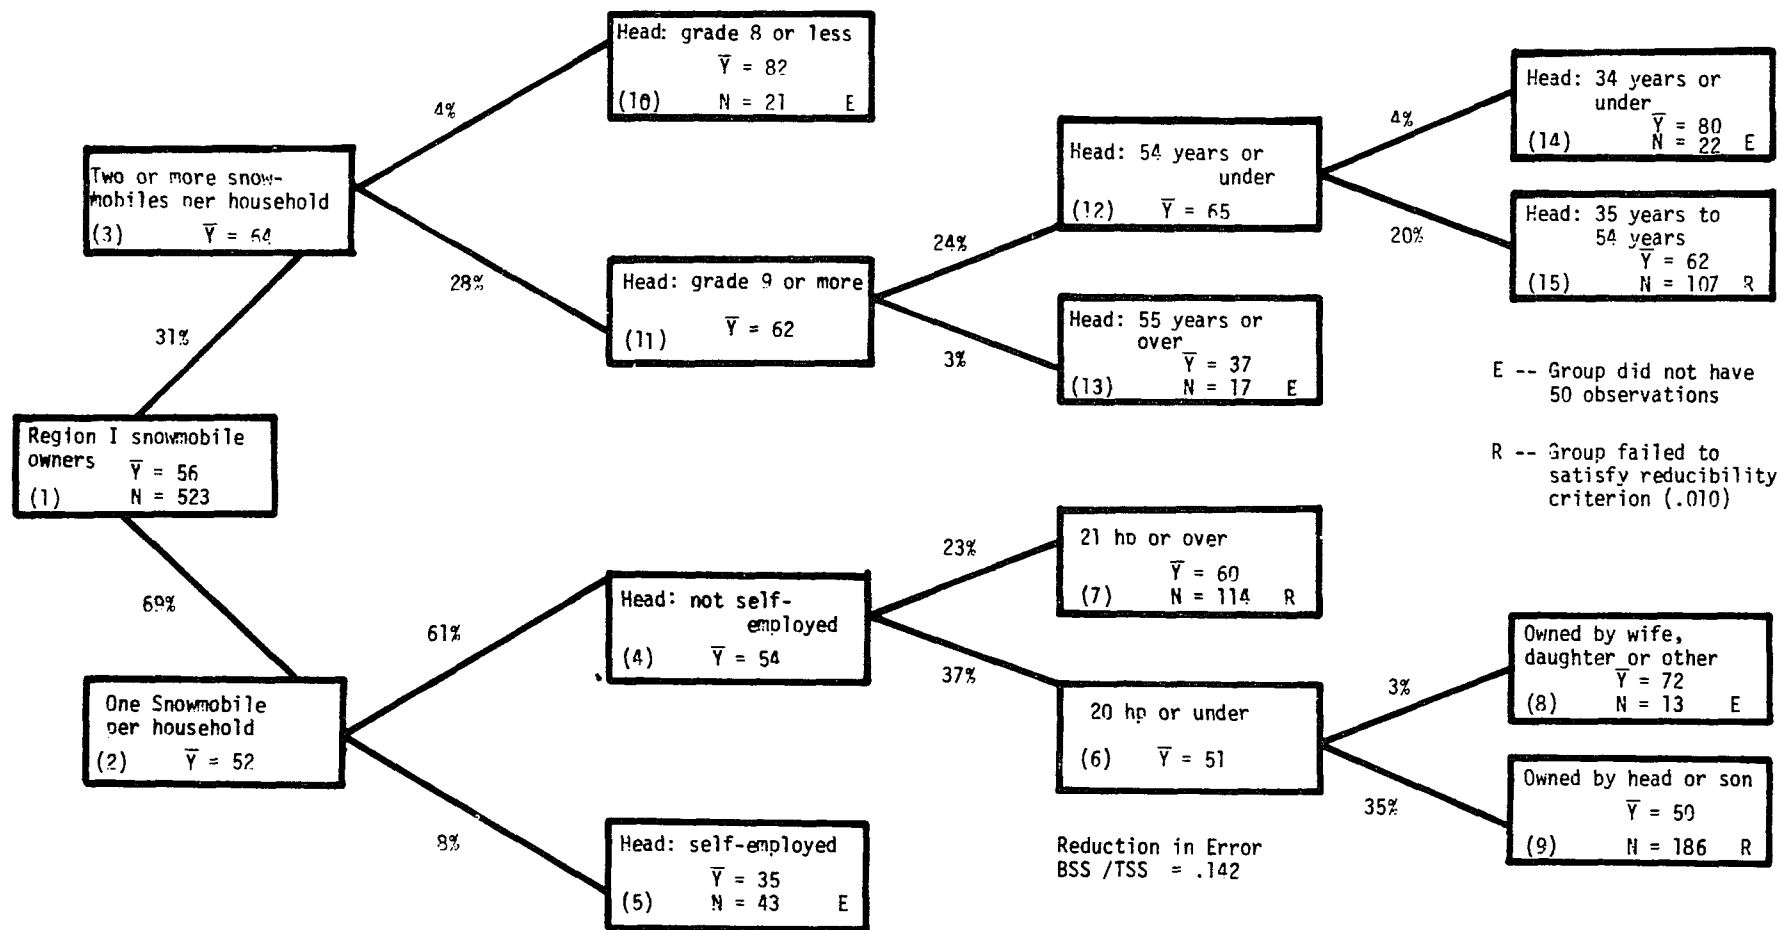 Head: grade 8 or less
Y̅ = 82
(10) N = 21 E
4%
Two or more snow-
mobiles per household
(3) Y̅ = 64
28%
Head: grade 9 or more
(11) Y̅ = 62
24%
3%
Head: 54 years or
under
(12) Y̅ = 65
Head: 55 years or
over
Y̅ = 37
(13) N = 17 E
4%
20%
Head: 34 years or
under
Y̅ = 80
(14) N = 22 E
Head: 35 years to
54 years
Y̅ = 62
(15) N = 107 R
E -- Group did not have
50 observations
R -- Group failed to
satisfy reducibility
criterion (.010)
31%
Region I snowmobile
owners Y̅ = 56
(1) N = 523
69%
One Snowmobile
per household
(2) Y̅ = 52
61%
8%
Head: not self-
employed
(4) Y̅ = 54
Head: self-employed
Y̅ = 35
(5) N = 43 E
23%
37%
21 hp or over
Y̅ = 60
(7) N = 114 R
20 hp or under
(6) Y̅ = 51
3%
35%
Owned by wife,
daughter or other
Y̅ = 72
(8) N = 13 E
Owned by head or son
Y̅ = 50
(9) N = 186 R
Reduction in Error
BSS /TSS = .142